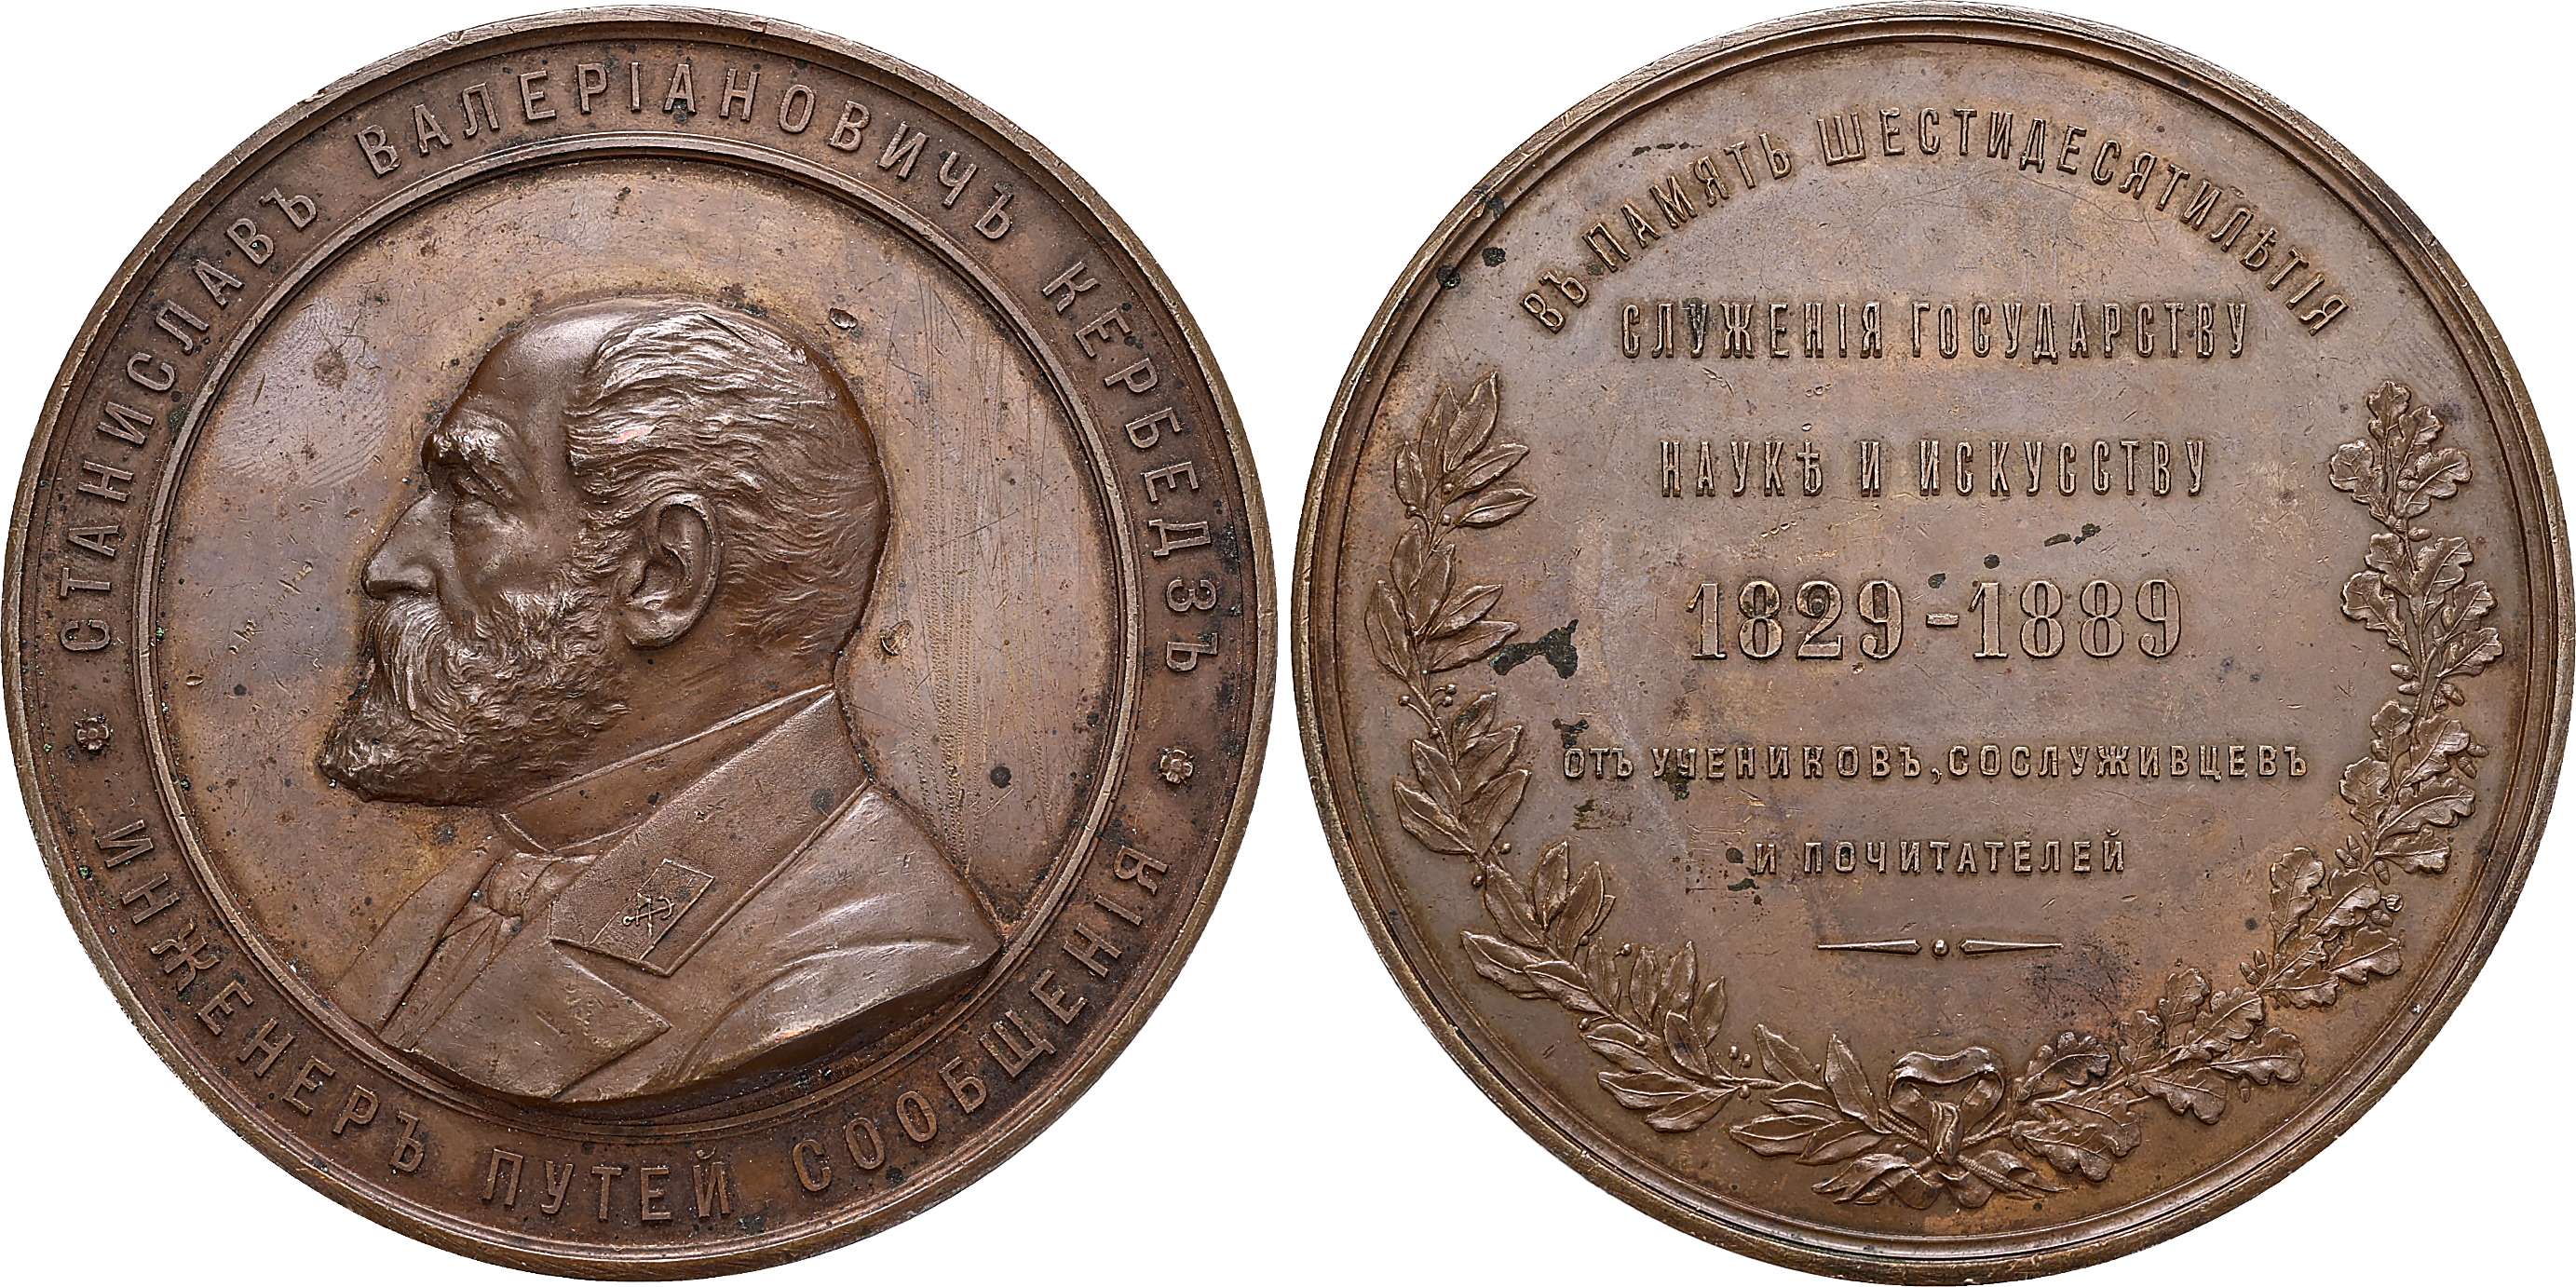 СТАНИСЛАВЪ ВАЛЕРІАНОВИЧЪ КЕРБЕДЗЪ
ИНЖЕНЕРЪ ПУТЕЙ СООБЩЕНІЯ
ВЪ ПАМЯТЬ ШЕСТИДЕСЯТИЛѢТІЯ
СЛУЖЕНІЯ ГОСУДАРСТВУ
НАУКѢ И ИСКУССТВУ
1829-1889
ОТЪ УЧЕНИКОВЪ, СОСЛУЖИВЦЕВЪ
И ПОЧИТАТЕЛЕЙ